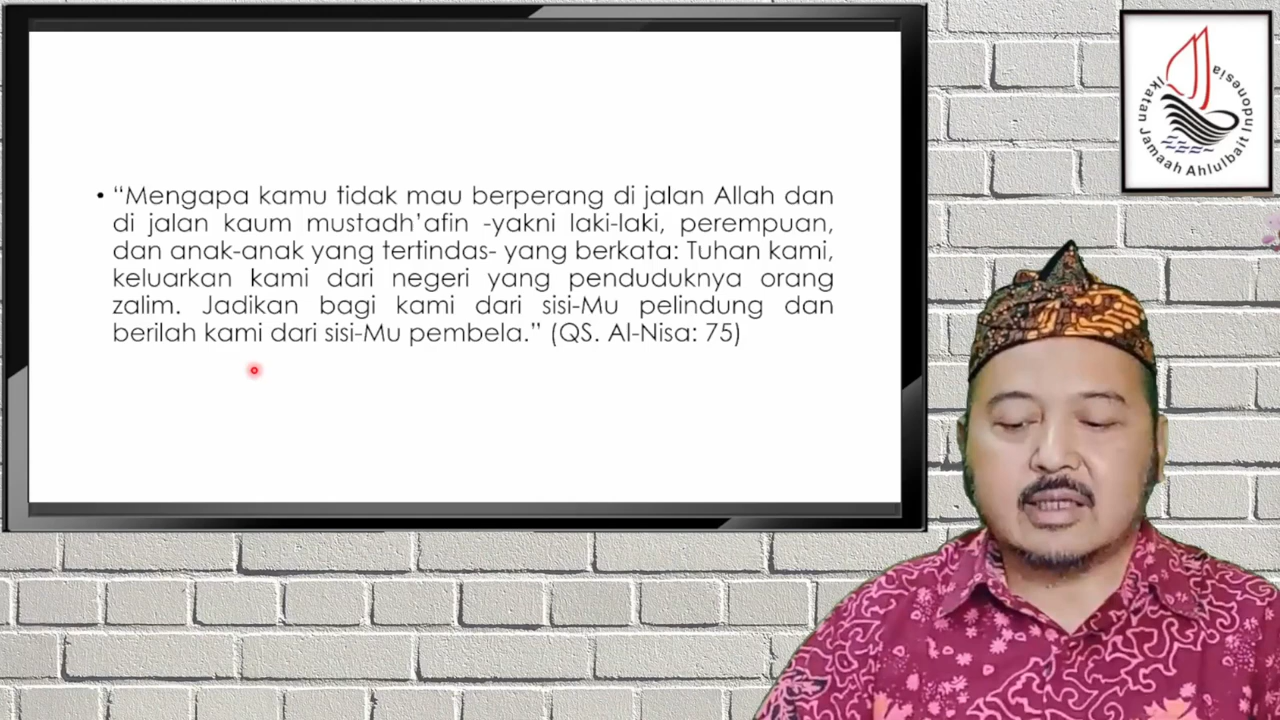 • “Mengapa kamu tidak mau berperang di jalan Allah dan
di jalan kaum mustadh’afin -yakni laki-laki, perempuan,
dan anak-anak yang tertindas- yang berkata: Tuhan kami,
keluarkan kami dari negeri yang penduduknya orang
zalim. Jadikan bagi kami dari sisi-Mu pelindung dan
berilah kami dari sisi-Mu pembela.” (QS. Al-Nisa: 75)
Ikatan Jamaah Ahlulbait Indonesia